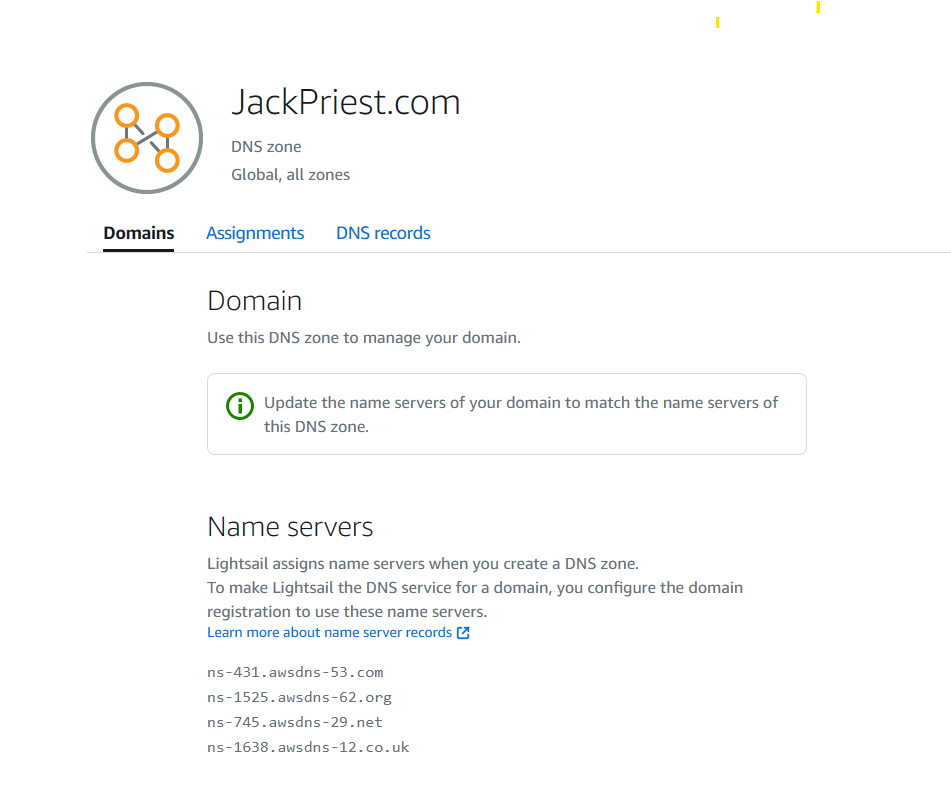 JackPriest.com
DNS zone
Global, all zones
Domains Assignments DNS records
Domain
Use this DNS zone to manage your domain.
Update the name servers of your domain to match the name servers of
this DNS zone.
Name servers
Lightsail assigns name servers when you create a DNS zone.
To make Lightsail the DNS service for a domain, you configure the domain
registration to use these name servers.
Learn more about name server records
ns-431.awsdns-53.com
ns-1525.awsdns-62.org
ns-745.awsdns-29.net
ns-1638.awsdns-12.co.uk